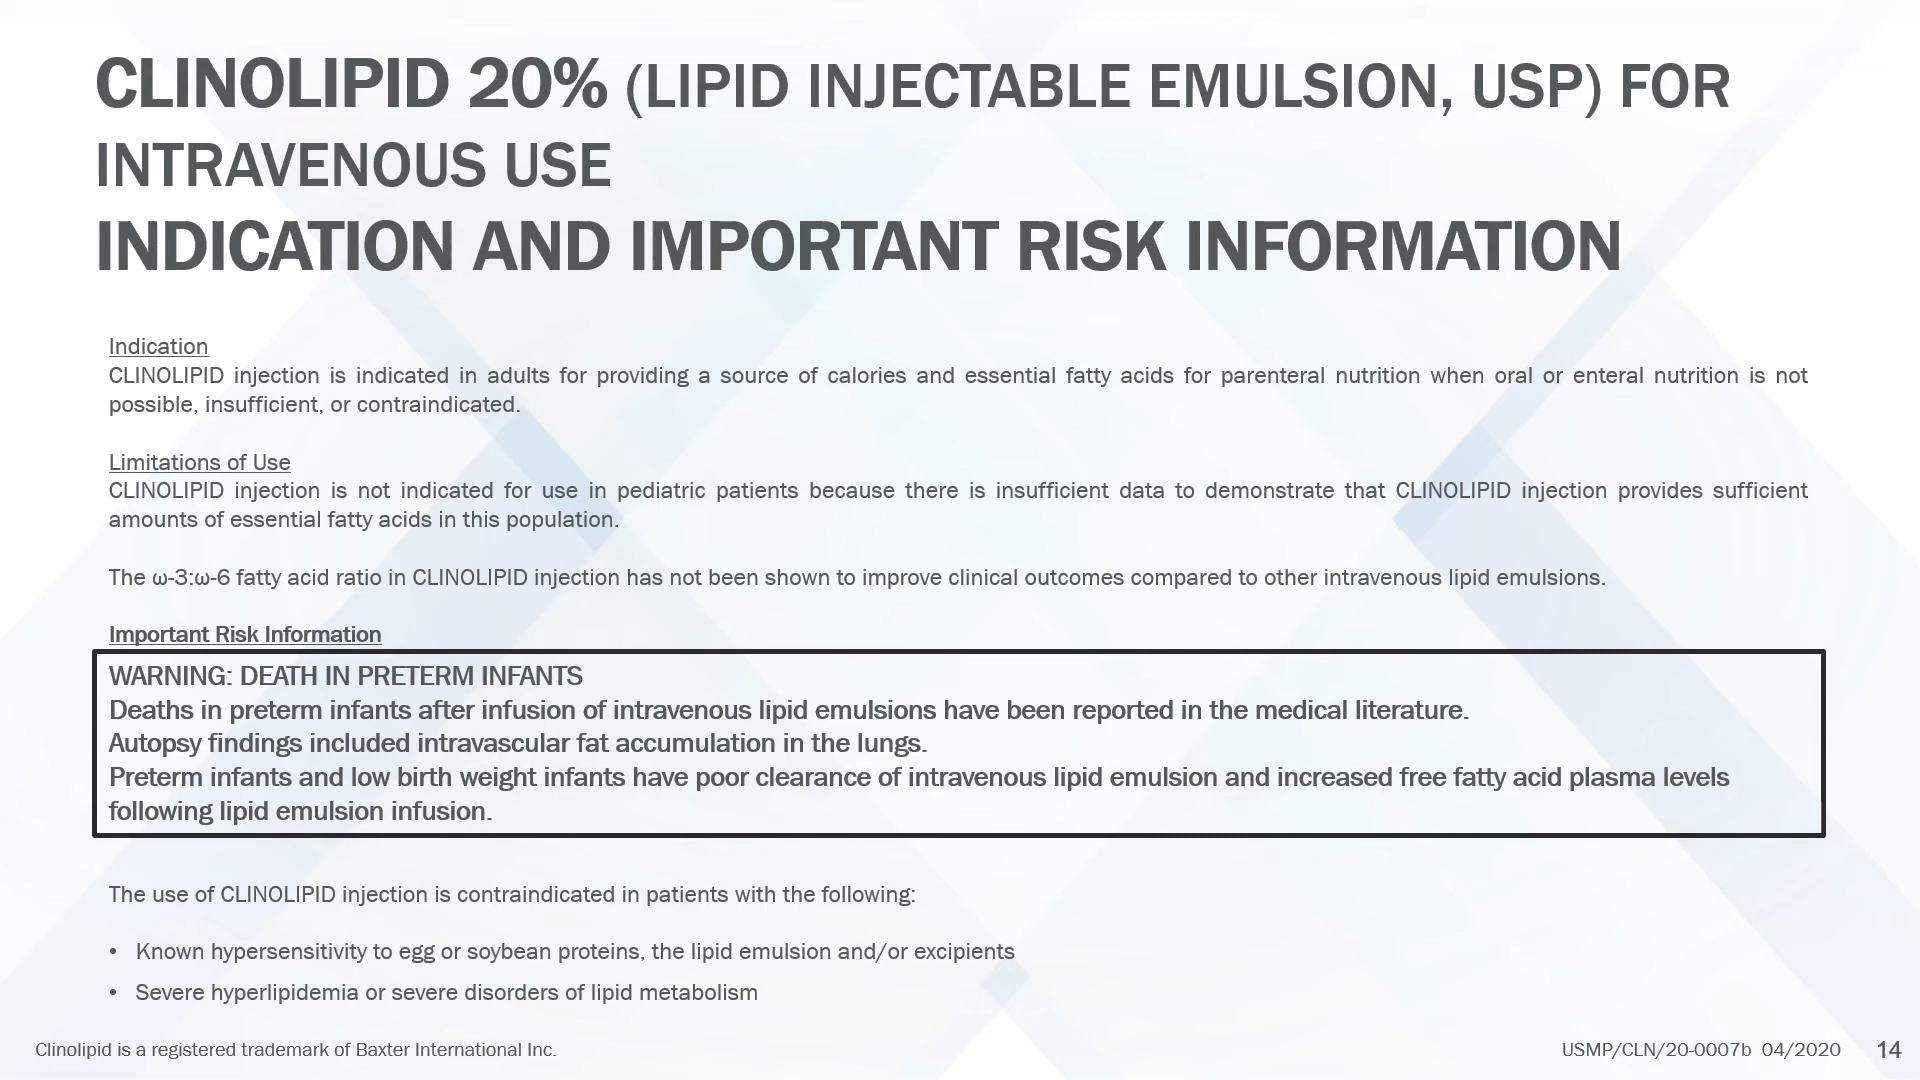 CLINOLIPID 20% (LIPID INJECTABLE EMULSION, USP) FOR
INTRAVENOUS USE
INDICATION AND IMPORTANT RISK INFORMATION
Indication
CLINOLIPID injection is indicated in adults for providing a source of calories and essential fatty acids for parenteral nutrition when oral or enteral nutrition is not
possible, insufficient, or contraindicated.
Limitations of Use
CLINOLIPID injection is not indicated for use in pediatric patients because there is insufficient data to demonstrate that CLINOLIPID injection provides sufficient
amounts of essential fatty acids in this population.
The ω-3:ω-6 fatty acid ratio in CLINOLIPID injection has not been shown to improve clinical outcomes compared to other intravenous lipid emulsions.
Important Risk Information
WARNING: DEATH IN PRETERM INFANTS
Deaths in preterm infants after infusion of intravenous lipid emulsions have been reported in the medical literature.
Autopsy findings included intravascular fat accumulation in the lungs.
Preterm infants and low birth weight infants have poor clearance of intravenous lipid emulsion and increased free fatty acid plasma levels
following lipid emulsion infusion.
The use of CLINOLIPID injection is contraindicated in patients with the following:
• Known hypersensitivity to egg or soybean proteins, the lipid emulsion and/or excipients
• Severe hyperlipidemia or severe disorders of lipid metabolism
Clinolipid is a registered trademark of Baxter International Inc.
USMP/CLN/20-0007b 04/2020 14